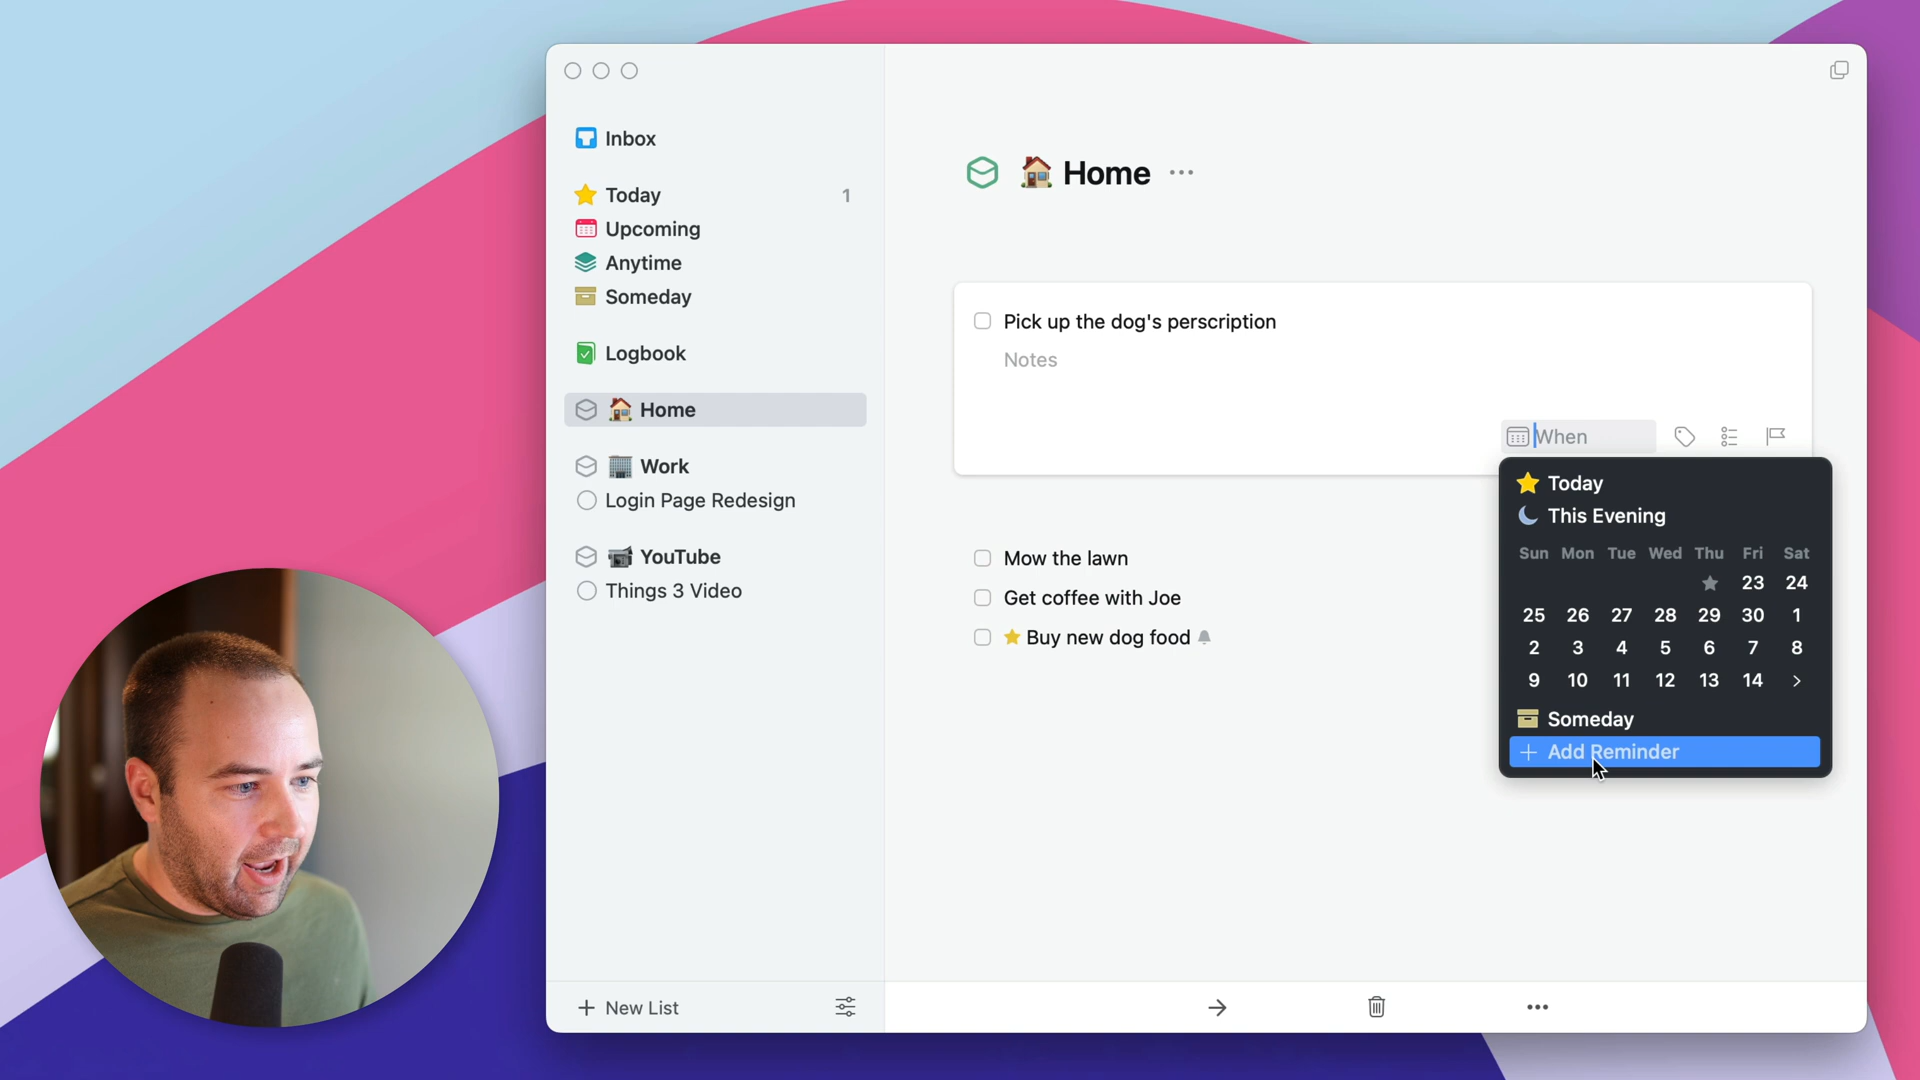 Inbox
Today 1
Upcoming
Anytime
Someday
Logbook
Home
Work
Login Page Redesign
YouTube
Things 3 Video
New List
Home
Pick up the dog's perscription
Notes
When
Mow the lawn
Get coffee with Joe
Buy new dog food
Today
This Evening
Sun Mon Tue Wed Thu Fri Sat
23 24
25 26 27 28 29 30 1
2 3 4 5 6 7 8
9 10 11 12 13 14
Someday
Add Reminder